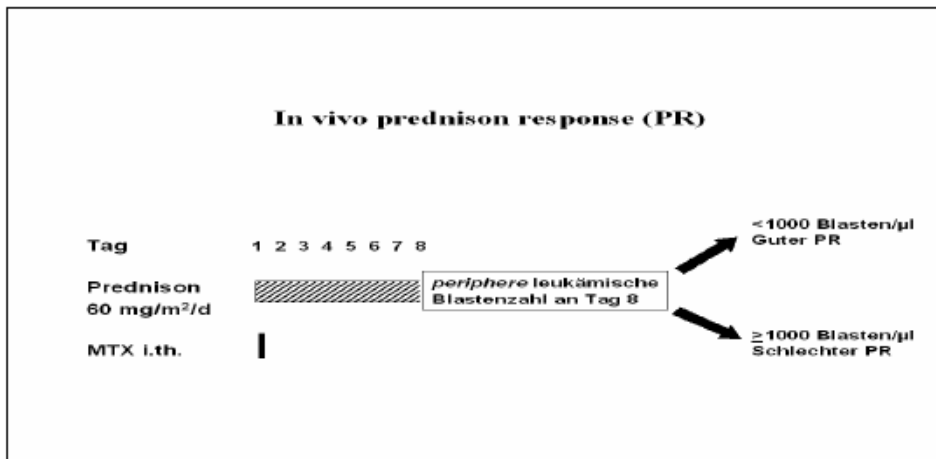 In vivo prednison response (PR)
Tag 1 2 3 4 5 6 7 8
Prednison
60 mg/m²/d
MTX i.th.
periphere leukämische
Blastenzahl an Tag 8
<1000 Blasten/µl
Guter PR
≥1000 Blasten/µl
Schlechter PR